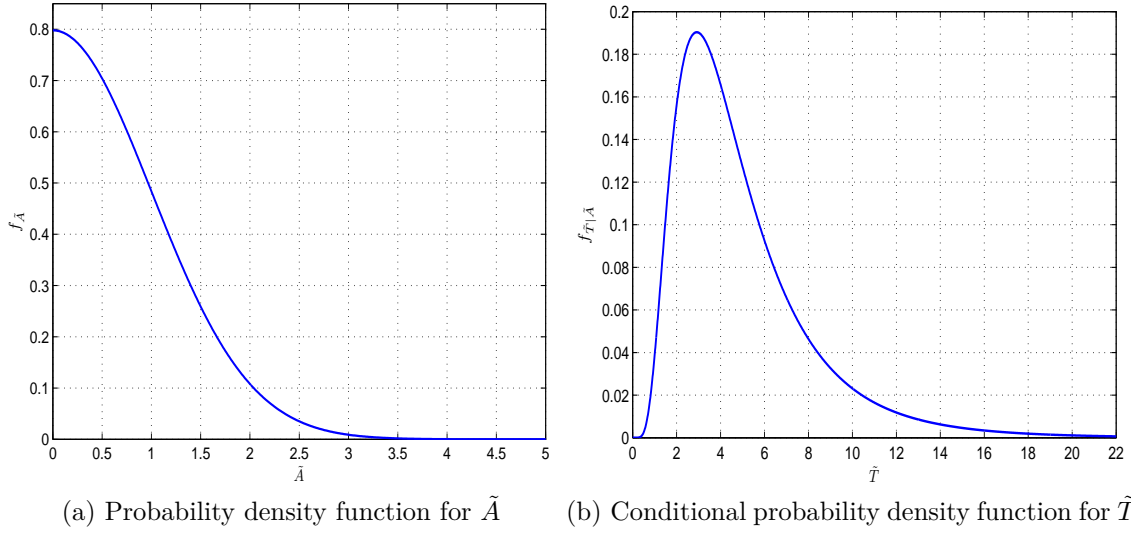 0.8
0.7
0.6
0.5
0.4
0.3
0.2
0.1
0
f_Ã
0 0.5 1 1.5 2 2.5 3 3.5 4 4.5 5
Ã
(a) Probability density function for Ã
0.2
0.18
0.16
0.14
0.12
0.1
0.08
0.06
0.04
0.02
0
f_T̃|Ã
0 2 4 6 8 10 12 14 16 18 20 22
T̃
(b) Conditional probability density function for T̃